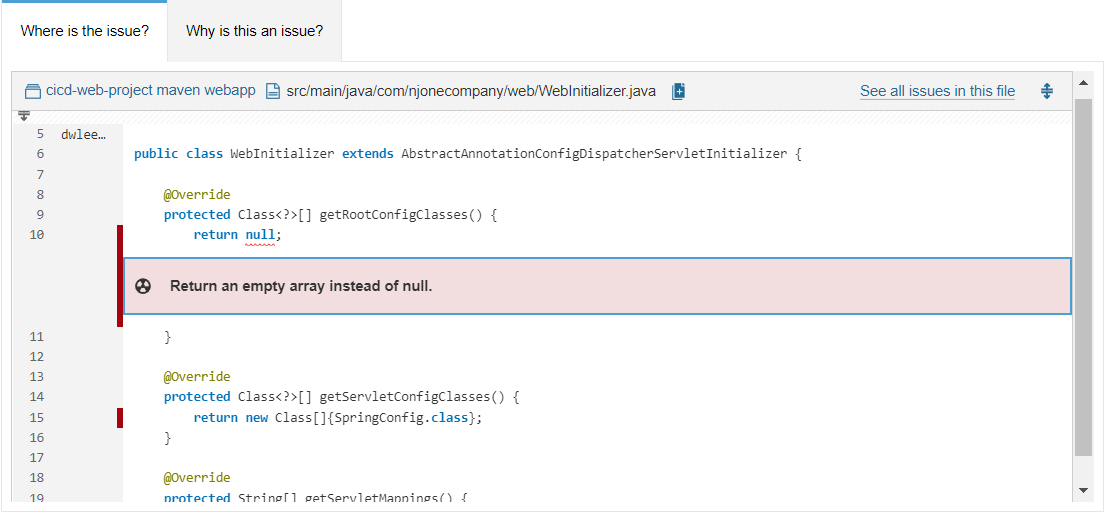 Where is the issue? Why is this an issue?
cicd-web-project maven webapp src/main/java/com/njonecompany/web/WebInitializer.java See all issues in this file
5 dwlee…
6 public class WebInitializer extends AbstractAnnotationConfigDispatcherServletInitializer {
7
8 @Override
9 protected Class<?>[] getRootConfigClasses() {
10 return null;
Return an empty array instead of null.
11 }
12
13 @Override
14 protected Class<?>[] getServletConfigClasses() {
15 return new Class[]{SpringConfig.class};
16 }
17
18 @Override
19 protected String[] getServletMappings() {